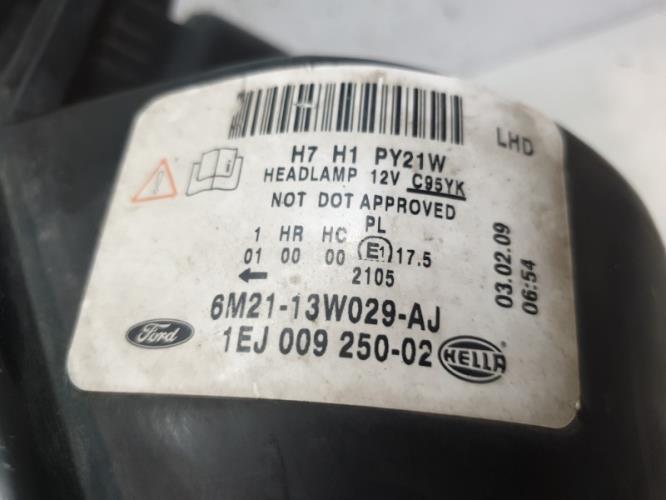 LHD
H7 H1 PY21W
HEADLAMP 12V C95YK
NOT DOT APPROVED
PL
1 HR HC
01 00 00 E1 17.5
2105
03.02.09
06:54
6M21-13W029-AJ
Ford
1EJ 009 250-02
HELLA